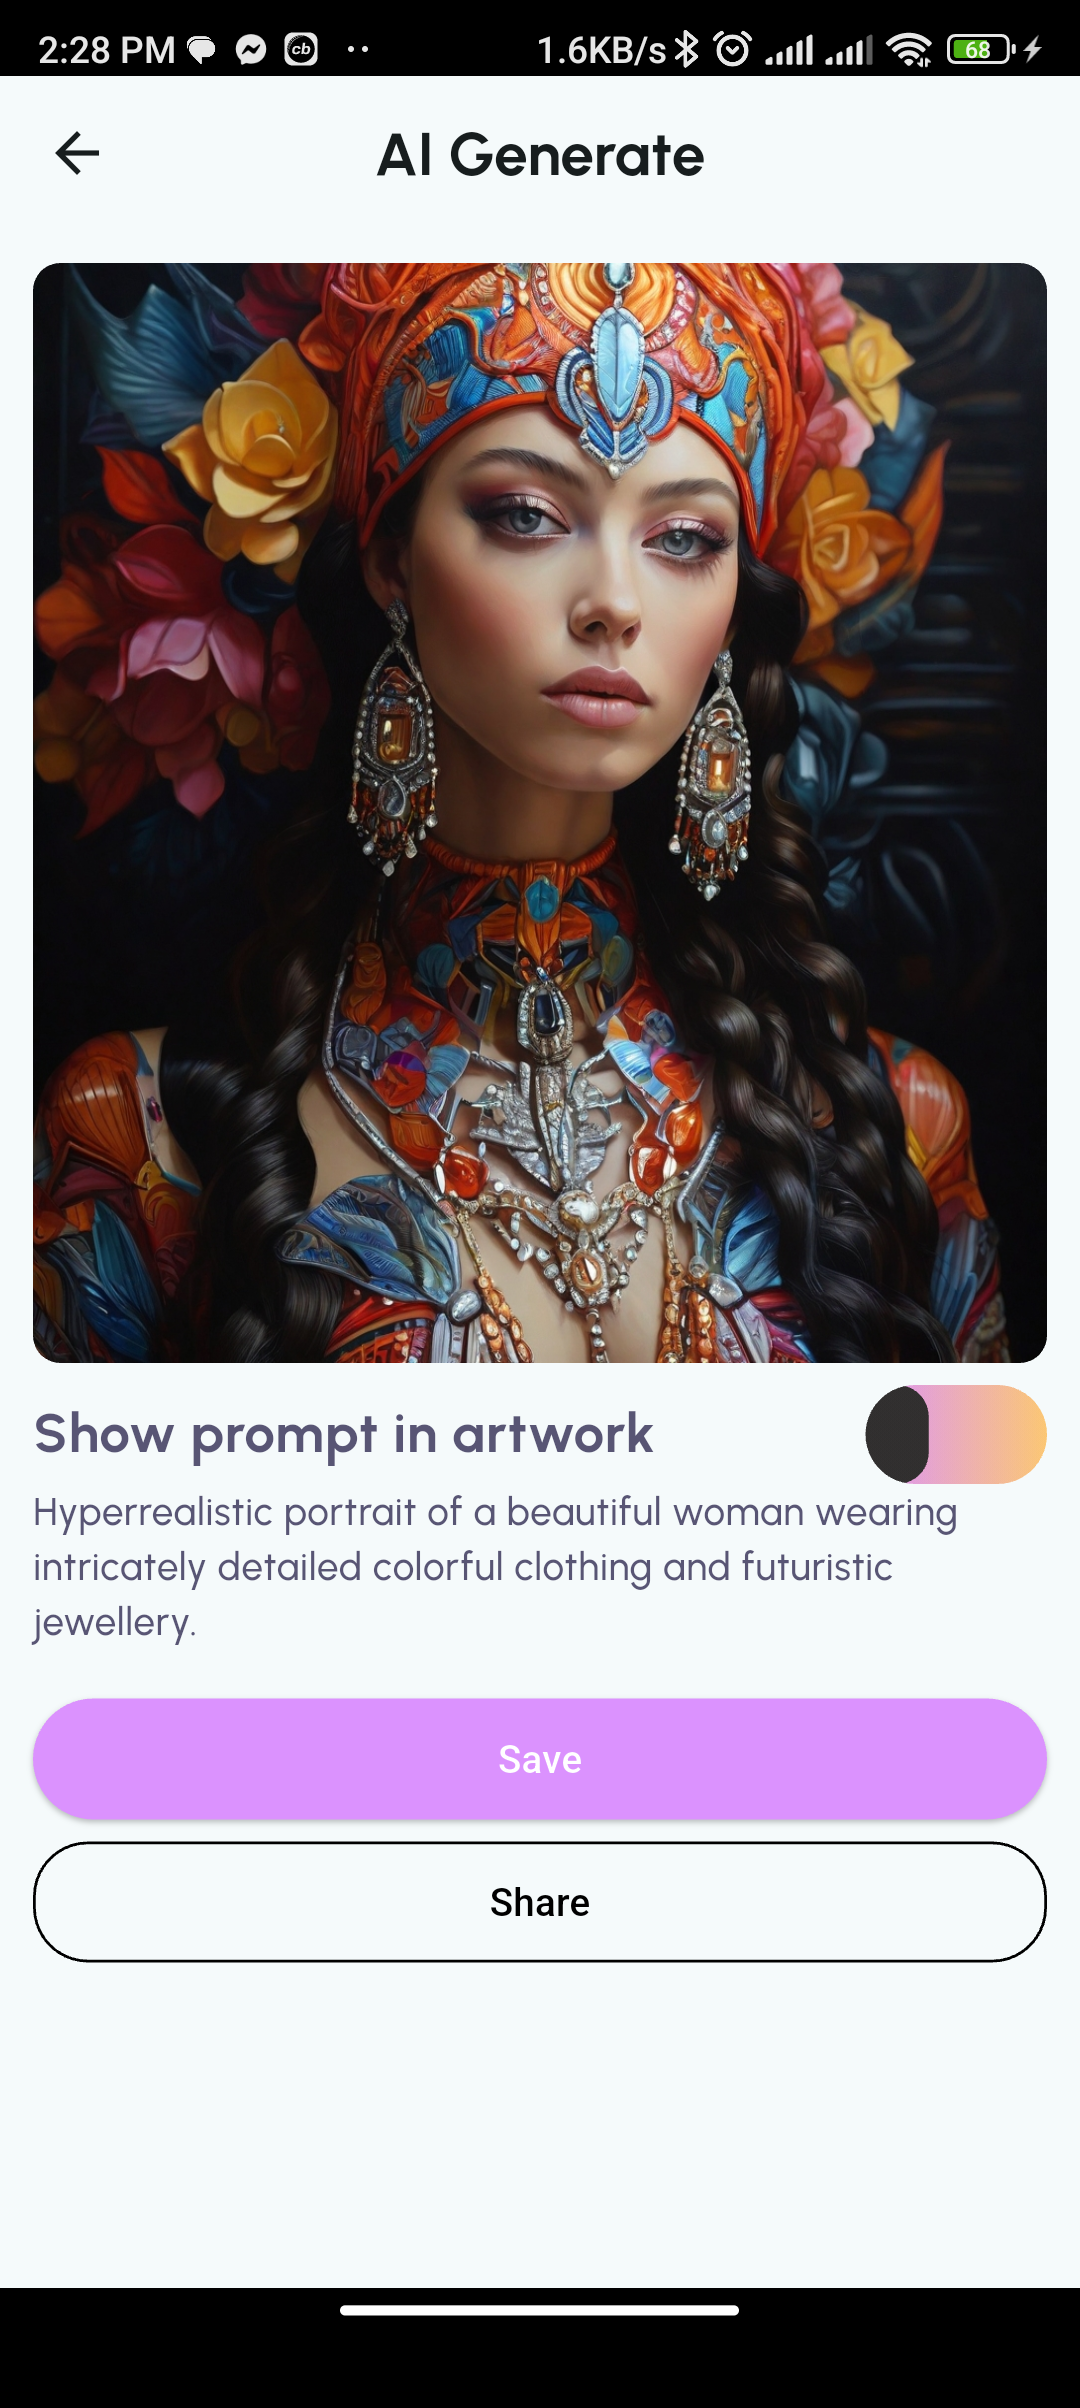 2:28 PM cb 1.6KB/s 68
AI Generate
Show prompt in artwork
Hyperrealistic portrait of a beautiful woman wearing
intricately detailed colorful clothing and futuristic
jewellery.
Save
Share